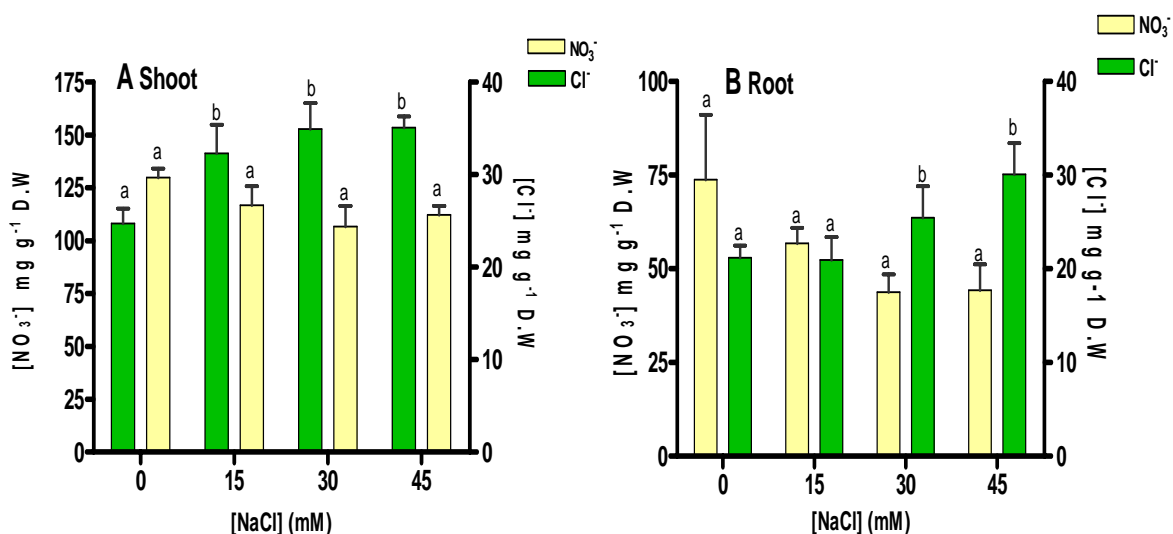 NO₃⁻
Cl⁻
A Shoot
175
150
125
100
75
50
25
0
[NO₃⁻] mg g⁻¹ D.W
40
30
20
10
0
[Cl⁻] mg g⁻¹ D.W
a
a
b
a
b
a
b
a
0
15
30
45
[NaCl] (mM)
NO₃⁻
Cl⁻
B Root
100
75
50
25
0
[NO₃⁻] mg g⁻¹ D.W
40
30
20
10
0
[Cl⁻] mg g-1 D.W
a
a
a
a
a
b
a
b
0
15
30
45
[NaCl] (mM)